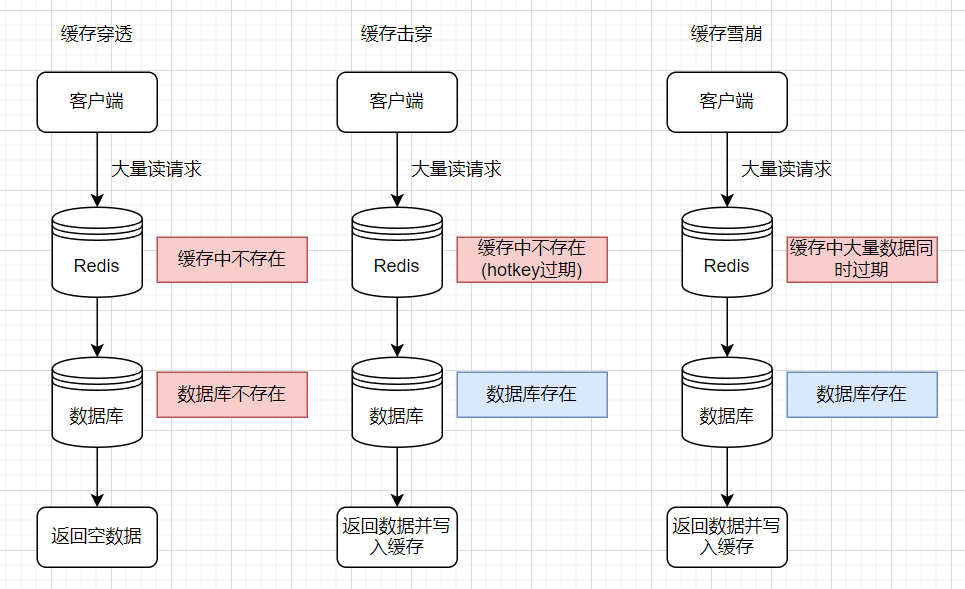 缓存穿透
客户端
大量读请求
Redis
缓存中不存在
数据库
数据库不存在
返回空数据
缓存击穿
客户端
大量读请求
Redis
缓存中不存在
(hotkey过期)
数据库
数据库存在
返回数据并写
入缓存
缓存雪崩
客户端
大量读请求
Redis
缓存中大量数据同
时过期
数据库
数据库存在
返回数据并写
入缓存